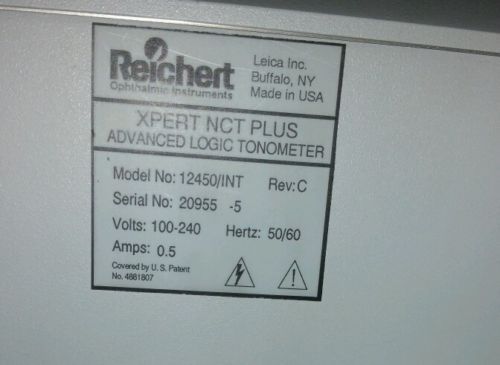 Reichert
Ophthalmic Instruments
Leica Inc.
Buffalo, NY
Made in USA
XPERT NCT PLUS
ADVANCED LOGIC TONOMETER
Model No: 12450/INT Rev: C
Serial No: 20955 -5
Volts: 100-240 Hertz: 50/60
Amps: 0.5
Covered by U. S. Patent
No. 4881807